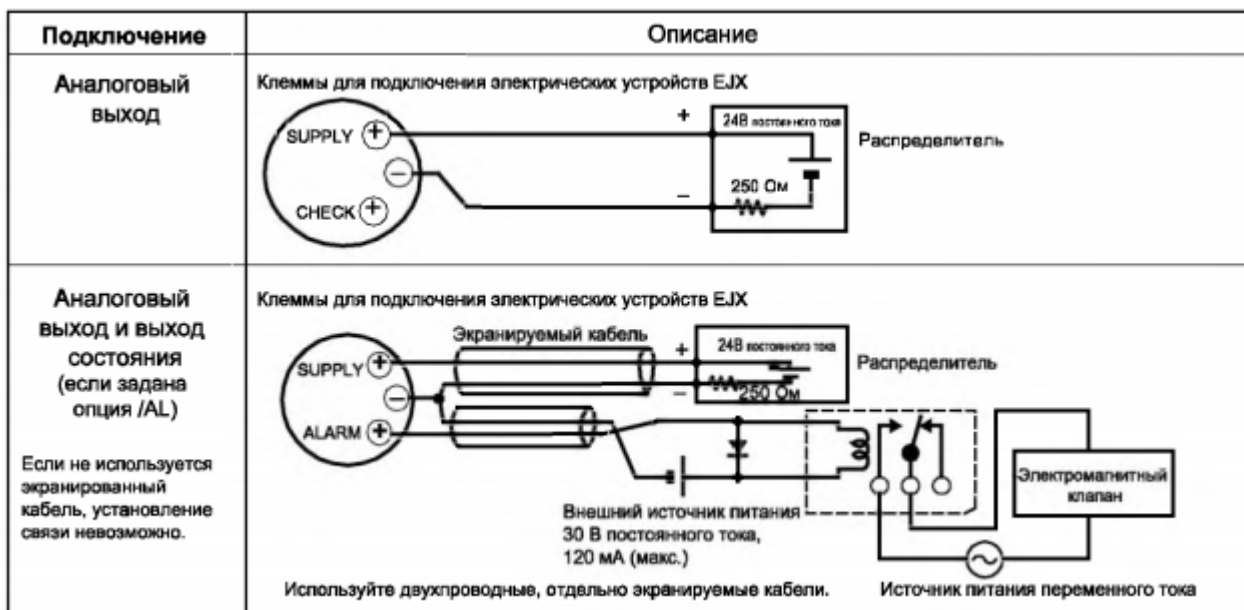 Подключение
Описание
Аналоговый
выход
Клеммы для подключения электрических устройств EJX
SUPPLY +
−
CHECK +
+
−
24В постоянного тока
250 Ом
Распределитель
Аналоговый
выход и выход
состояния
(если задана
опция /AL)
Если не используется
экранированный
кабель, установление
связи невозможно.
Клеммы для подключения электрических устройств EJX
Экранируемый кабель
SUPPLY +
−
ALARM +
+
−
24В постоянного тока
250 Ом
Распределитель
Электромагнитный
клапан
Внешний источник питания
30 В постоянного тока,
120 мА (макс.)
Используйте двухпроводные, отдельно экранируемые кабели.
Источник питания переменного тока